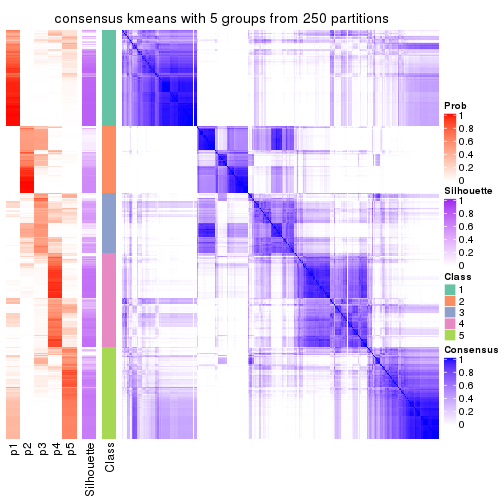 consensus kmeans with 5 groups from 250 partitions
Prob
1
0.8
0.6
0.4
0.2
0
Silhouette
1
0.8
0.6
0.4
0.2
0
Class
1
2
3
4
5
Consensus
1
0.8
0.6
0.4
0.2
0
p1
p2
p3
p4
p5
Silhouette
Class